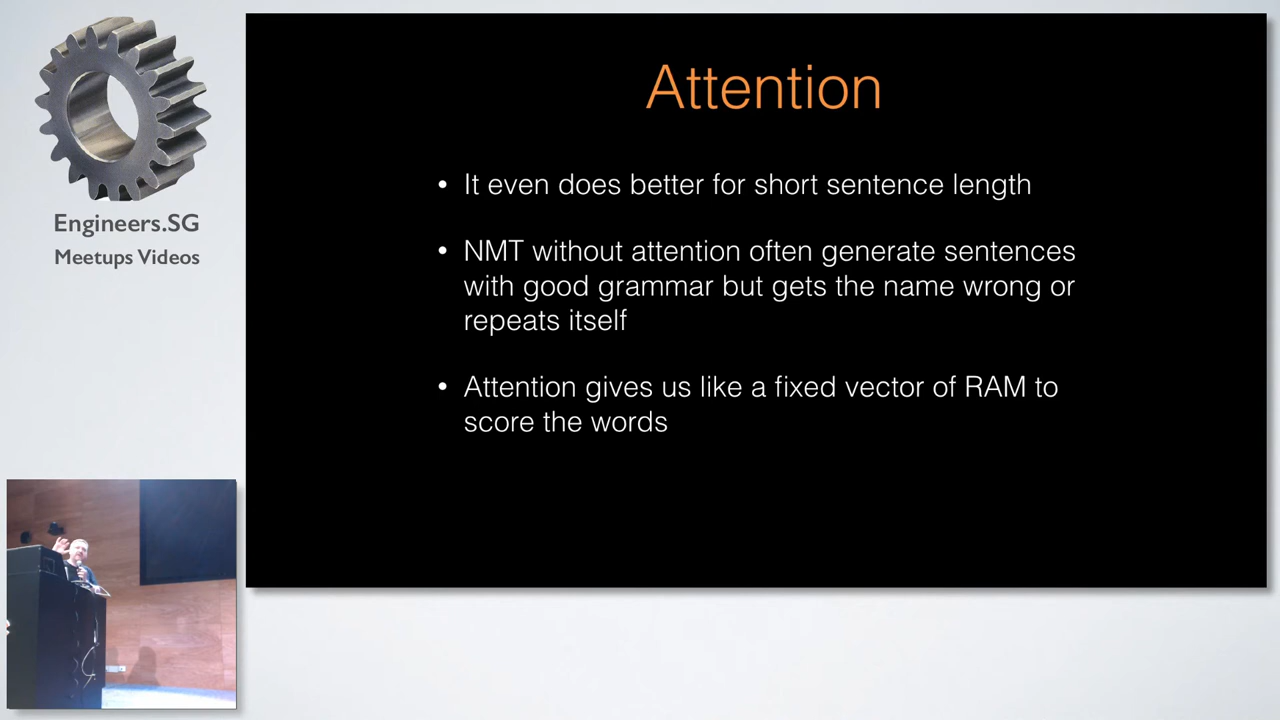 Engineers.SG
Meetups Videos
Attention
• It even does better for short sentence length
• NMT without attention often generate sentences
with good grammar but gets the name wrong or
repeats itself
• Attention gives us like a fixed vector of RAM to
score the words